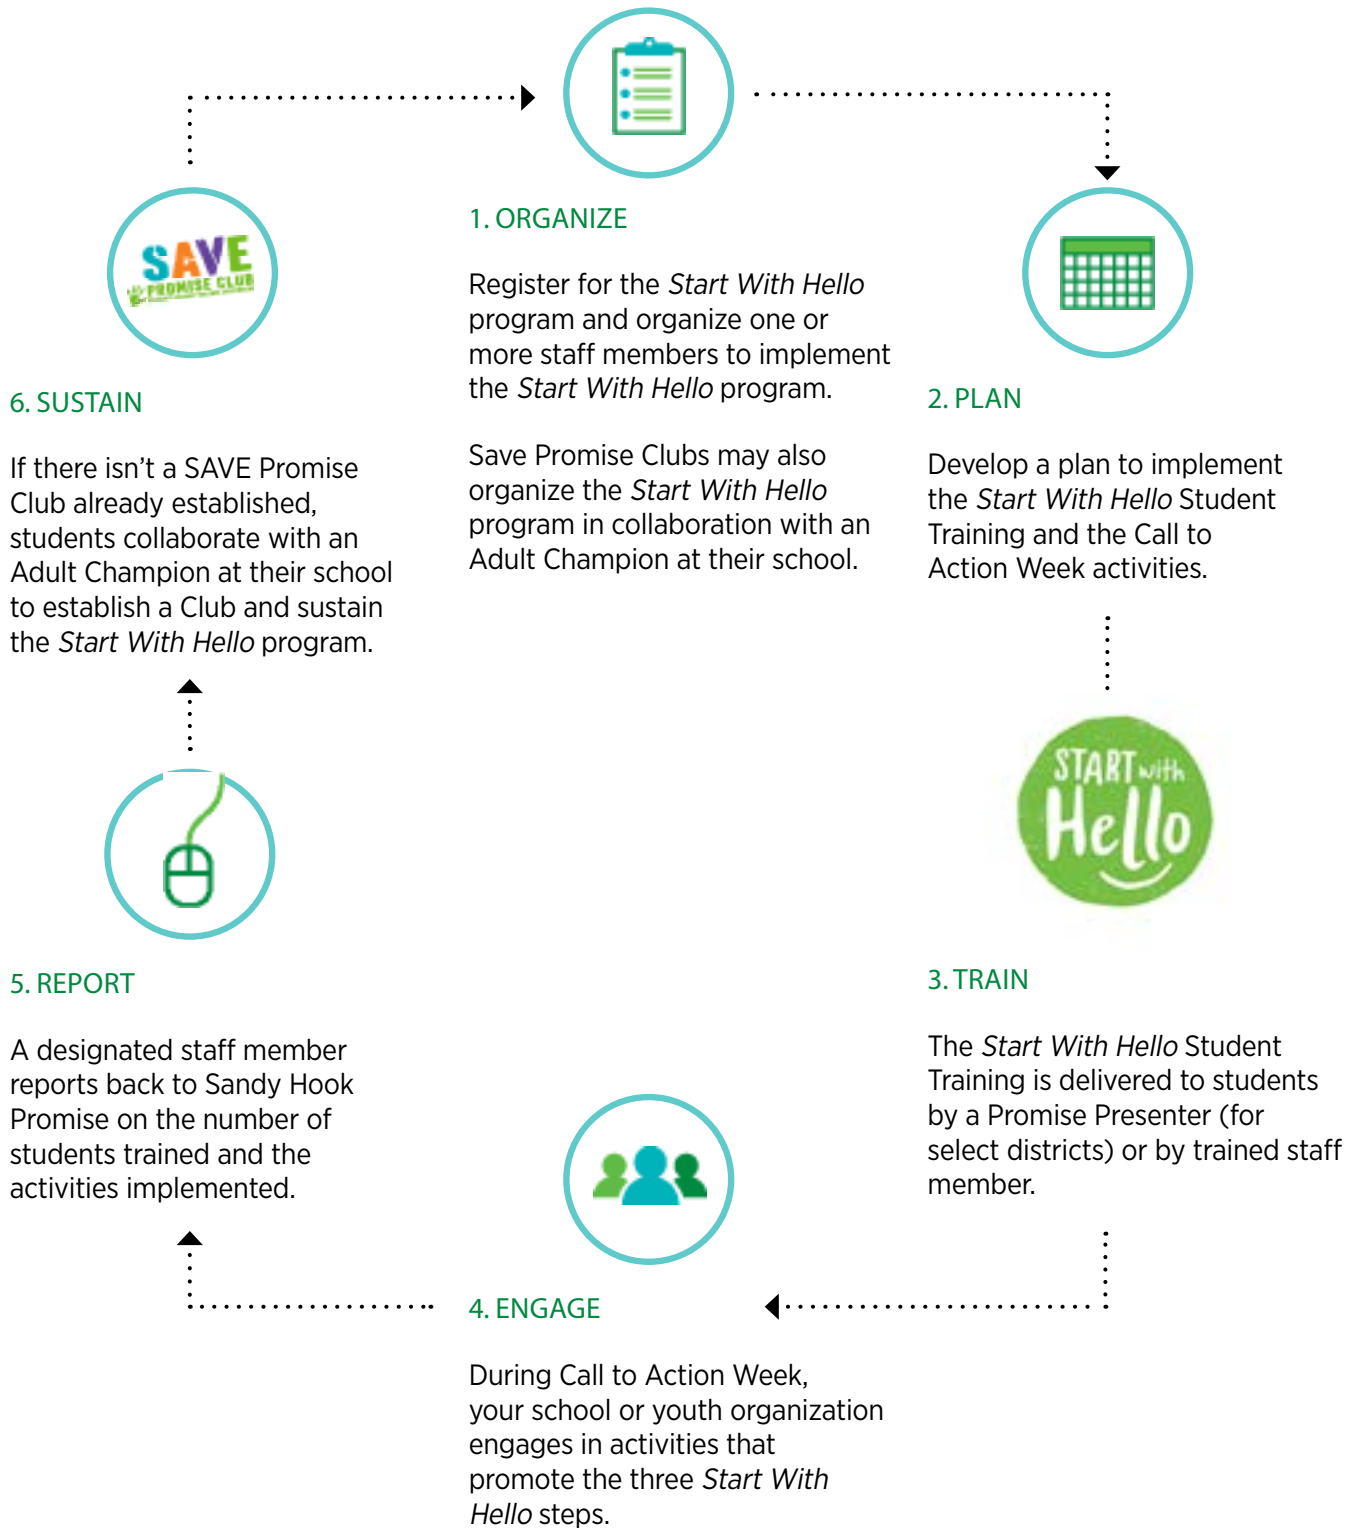 1. ORGANIZE
Register for the Start With Hello
program and organize one or
more staff members to implement
the Start With Hello program.
Save Promise Clubs may also
organize the Start With Hello
program in collaboration with an
Adult Champion at their school.
2. PLAN
Develop a plan to implement
the Start With Hello Student
Training and the Call to
Action Week activities.
START with
Hello
3. TRAIN
The Start With Hello Student
Training is delivered to students
by a Promise Presenter (for
select districts) or by trained staff
member.
4. ENGAGE
During Call to Action Week,
your school or youth organization
engages in activities that
promote the three Start With
Hello steps.
5. REPORT
A designated staff member
reports back to Sandy Hook
Promise on the number of
students trained and the
activities implemented.
SAVE
PROMISE CLUB
6. SUSTAIN
If there isn’t a SAVE Promise
Club already established,
students collaborate with an
Adult Champion at their school
to establish a Club and sustain
the Start With Hello program.